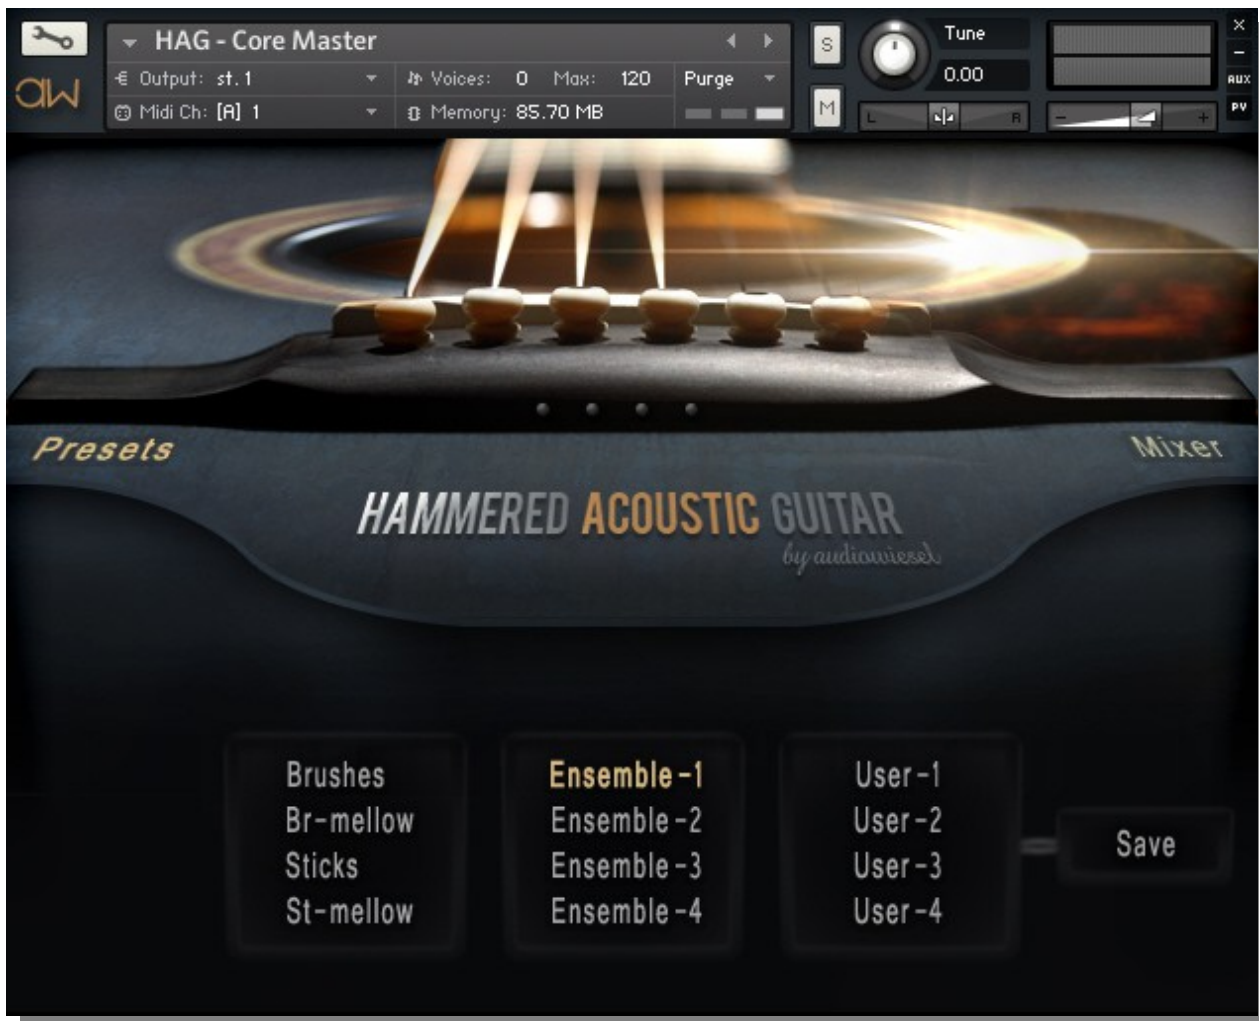 HAG - Core Master
S
Tune
×
Output: st. 1
Voices: 0 Max: 120
Purge
0.00
AUX
aw
Midi Ch: [A] 1
Memory: 85.70 MB
M
L
R
-
+
PV
Presets
Mixer
HAMMERED ACOUSTIC GUITAR
by audiowiesel
Brushes
Br-mellow
Sticks
St-mellow
Ensemble-1
Ensemble-2
Ensemble-3
Ensemble-4
User-1
User-2
User-3
User-4
Save